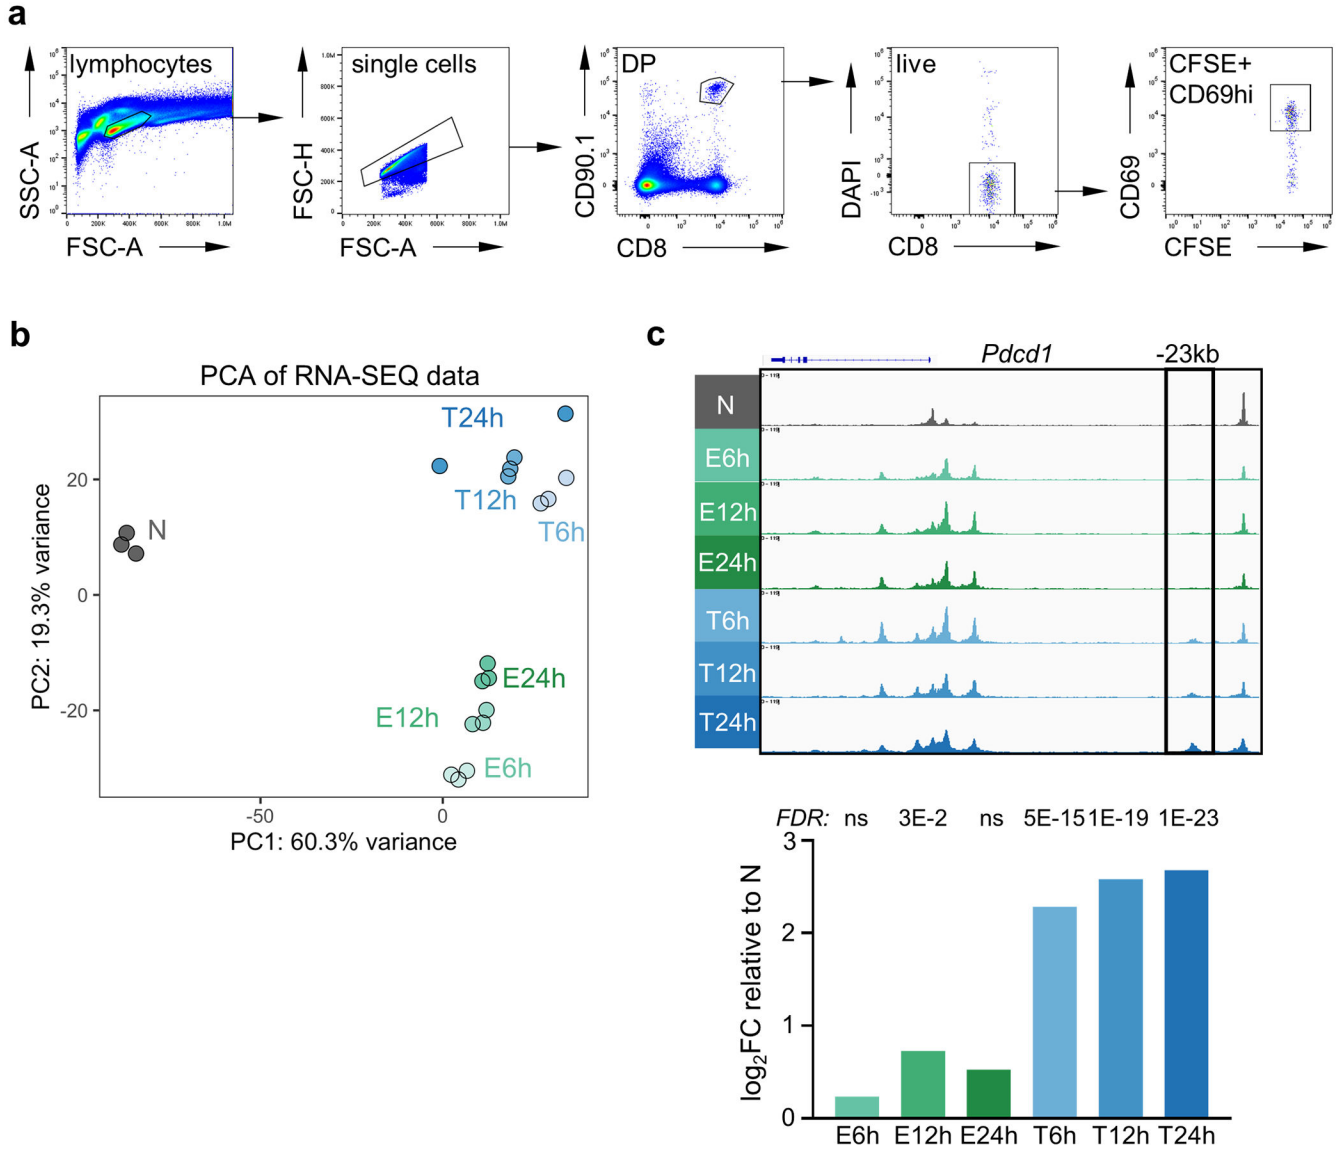 a
lymphocytes
SSC-A
FSC-A
single cells
FSC-H
FSC-A
DP
CD90.1
CD8
live
DAPI
CD8
CFSE+
CD69hi
CD69
CFSE
b
PCA of RNA-SEQ data
T24h
T12h
T6h
N
E24h
E12h
E6h
20
0
-20
-50
0
PC2: 19.3% variance
PC1: 60.3% variance
c
Pdcd1
-23kb
N
E6h
E12h
E24h
T6h
T12h
T24h
FDR: ns 3E-2 ns 5E-15 1E-19 1E-23
3
2
1
0
log2FC relative to N
E6h E12h E24h T6h T12h T24h